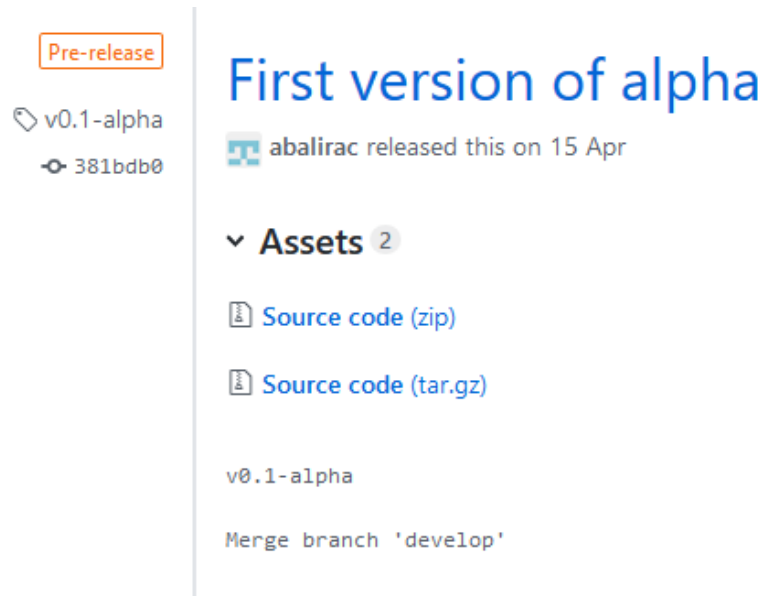 Pre-release
v0.1-alpha
381bdb0
First version of alpha
abalirac released this on 15 Apr
Assets 2
Source code (zip)
Source code (tar.gz)
v0.1-alpha
Merge branch 'develop'